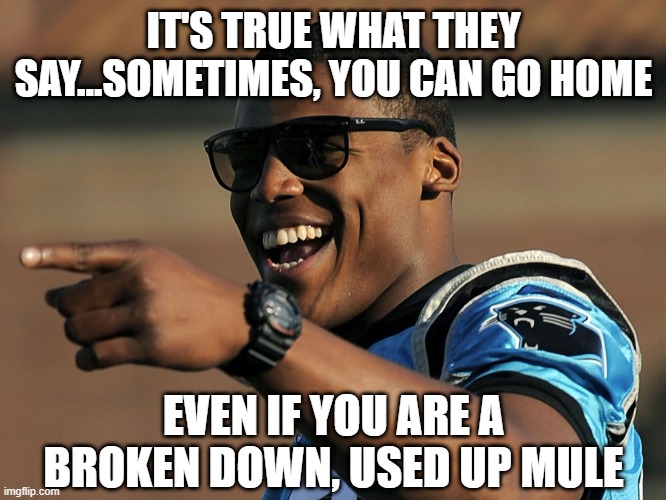 IT'S TRUE WHAT THEY
SAY...SOMETIMES, YOU CAN GO HOME
EVEN IF YOU ARE A
BROKEN DOWN, USED UP MULE
imgflip.com